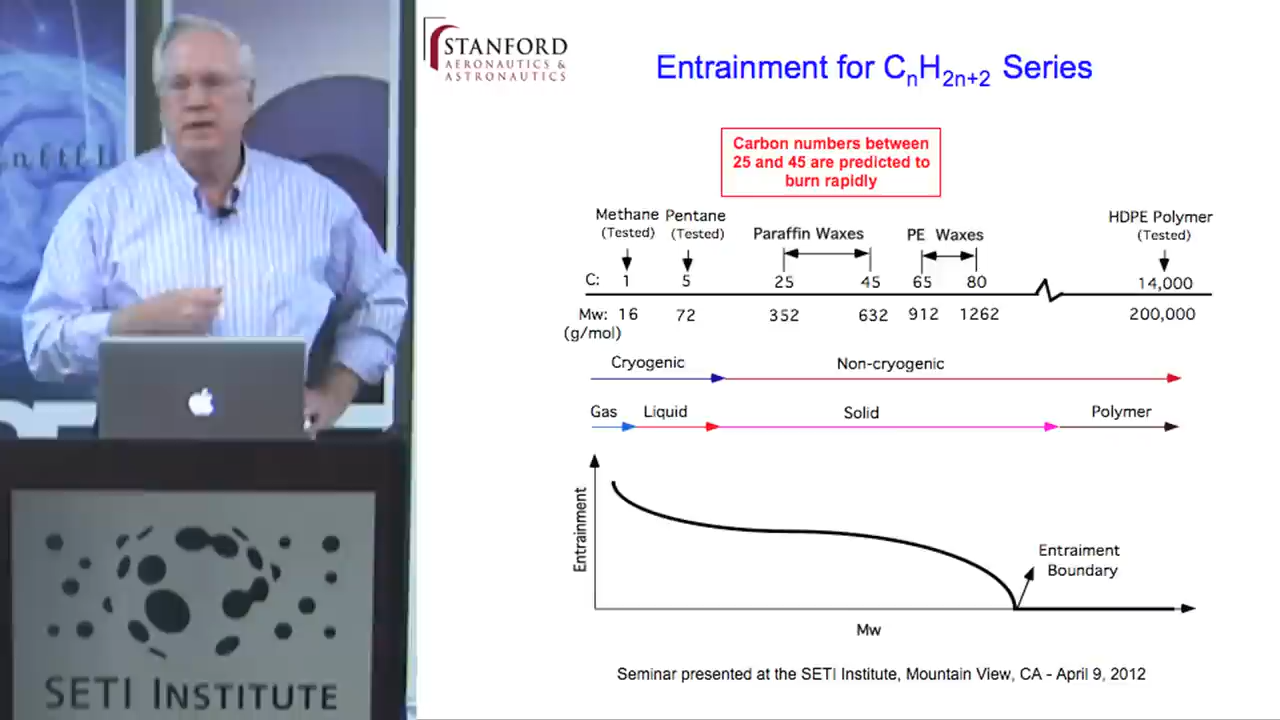 STANFORD
AERONAUTICS &
ASTRONAUTICS
Entrainment for CnH2n+2 Series
Carbon numbers between
25 and 45 are predicted to
burn rapidly
Methane Pentane
(Tested) (Tested)
Paraffin Waxes
PE Waxes
HDPE Polymer
(Tested)
C: 1 5 25 45 65 80 14,000
Mw: 16 72 352 632 912 1262 200,000
(g/mol)
Cryogenic Non-cryogenic
Gas Liquid Solid Polymer
Entrainment
Entraiment
Boundary
Mw
Seminar presented at the SETI Institute, Mountain View, CA - April 9, 2012
SETI INSTITUTE